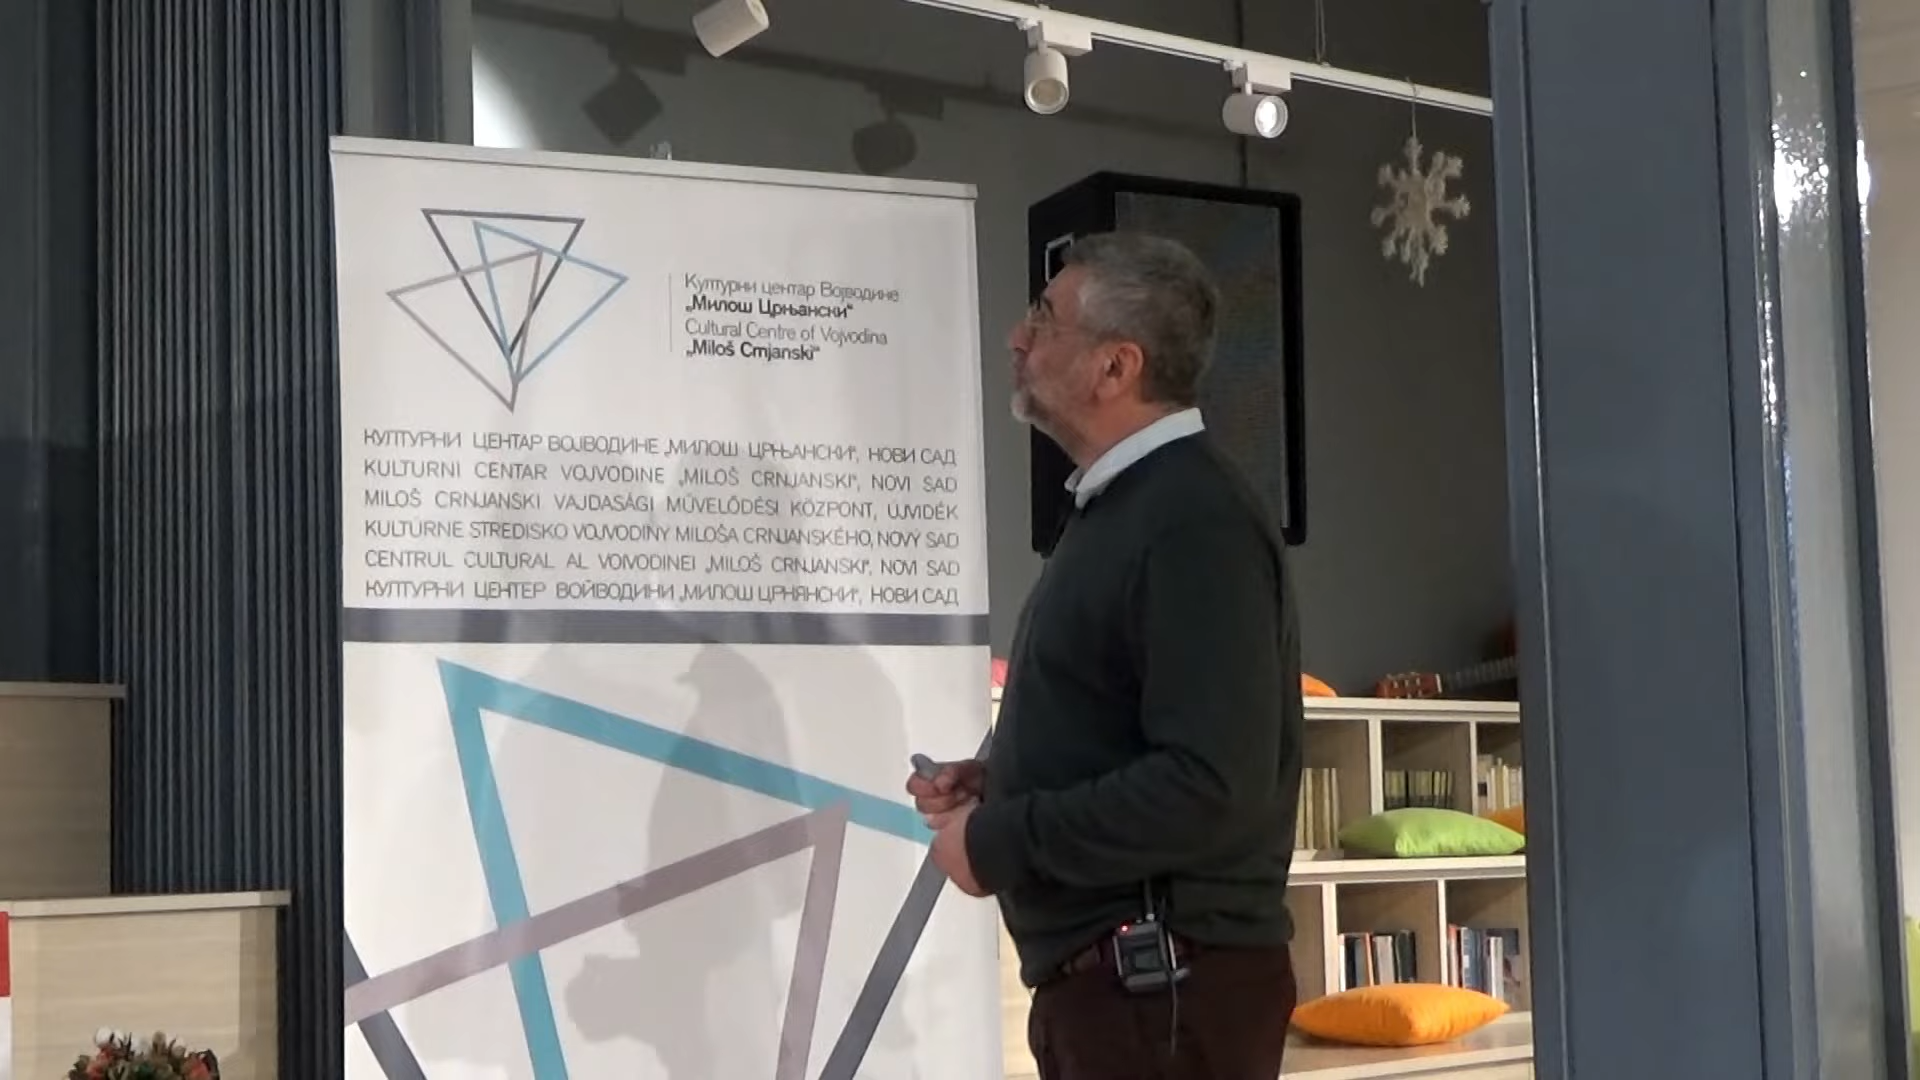 Културни центар Војводине
„Милош Црњански“
Cultural Centre of Vojvodina
„Miloš Crnjanski“
КУЛТУРНИ ЦЕНТАР ВОЈВОДИНЕ „МИЛОШ ЦРЊАНСКИ“, НОВИ САД
KULTURNI CENTAR VOJVODINE „MILOŠ CRNJANSKI“, NOVI SAD
MILOŠ CRNJANSKI VAJDASÁGI MŰVELŐDÉSI KÖZPONT, ÚJVIDÉK
KULTÚRNE STREDISKO VOJVODINY MILOŠA CRNJANSKÉHO, NOVÝ SAD
CENTRUL CULTURAL AL VOIVODINEI „MILOŠ CRNJANSKI“, NOVI SAD
КУЛТУРНИ ЦЕНТЕР ВОЙВОДИНИ „МИЛОШ ЦРНЯНСКИ“, НОВИ САД